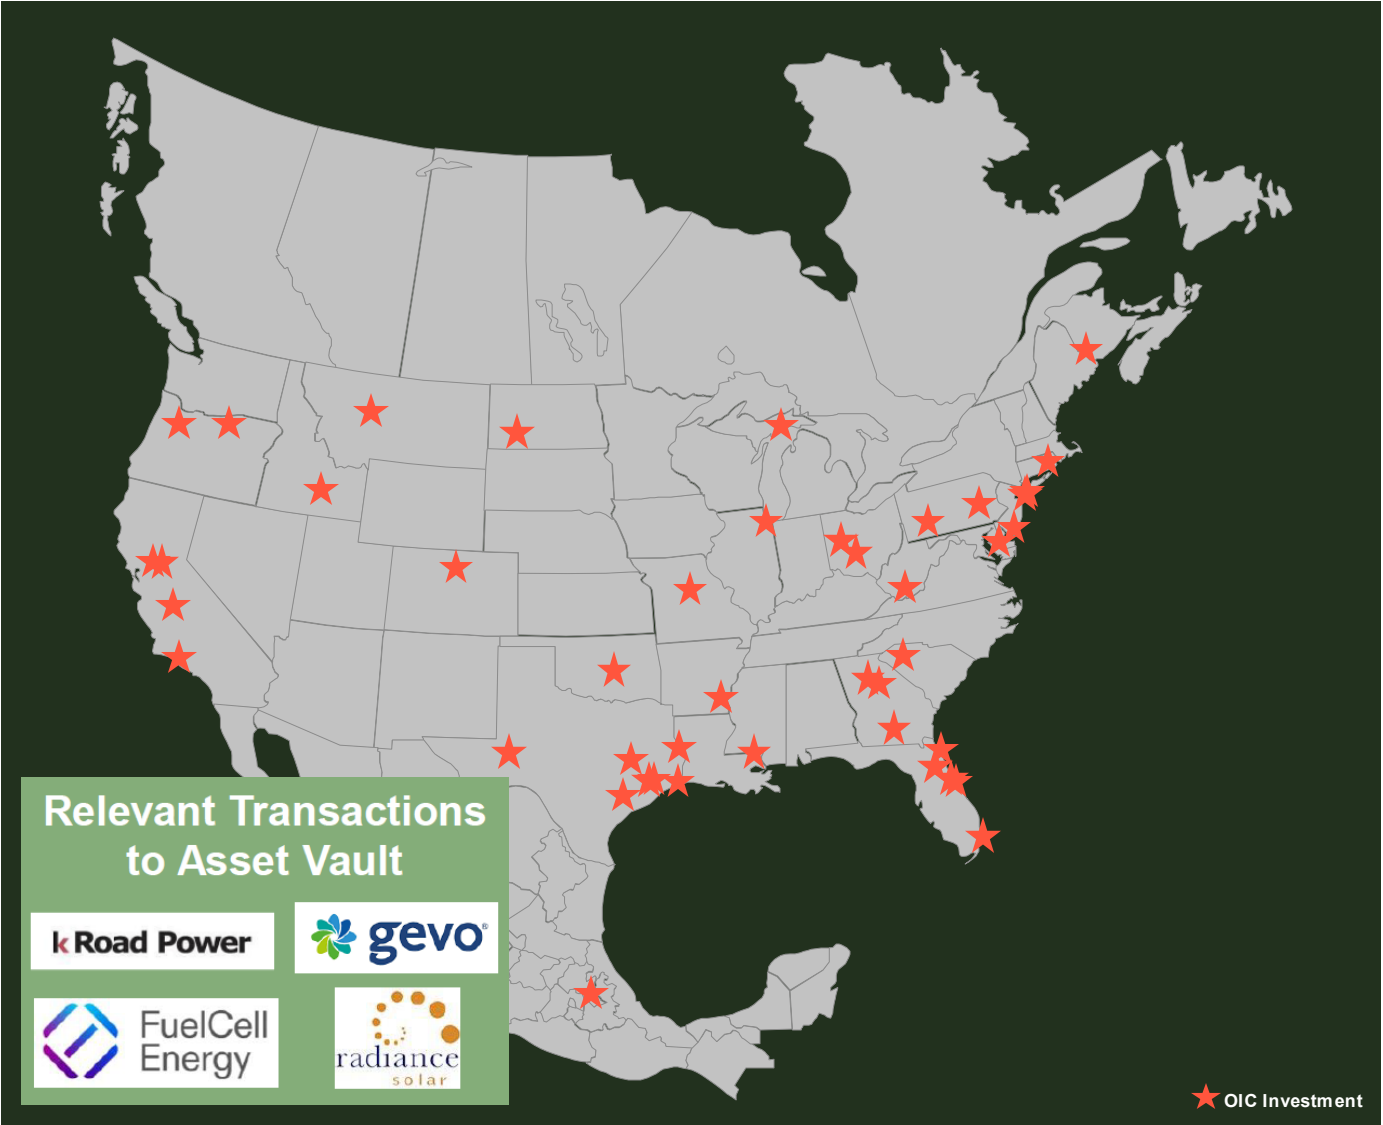 Relevant Transactions
to Asset Vault
k Road Power
gevo®
FuelCell
Energy
radiance
solar
OIC Investment